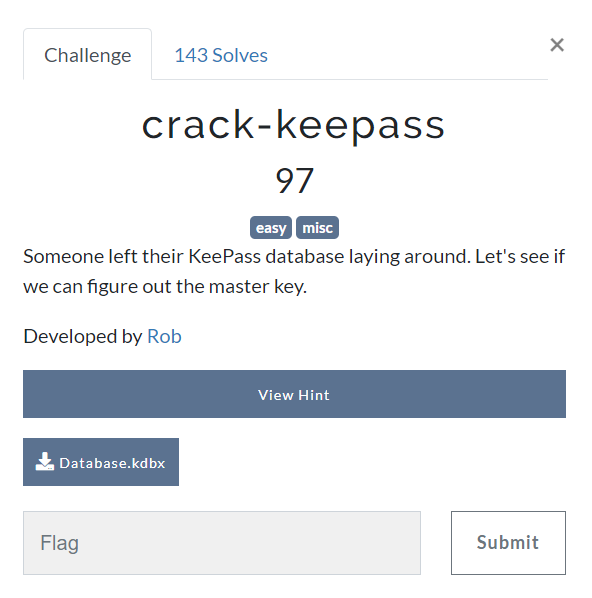 Challenge
143 Solves
×
crack-keepass
97
easy misc
Someone left their KeePass database laying around. Let's see if
we can figure out the master key.
Developed by Rob
View Hint
Database.kdbx
Flag
Submit